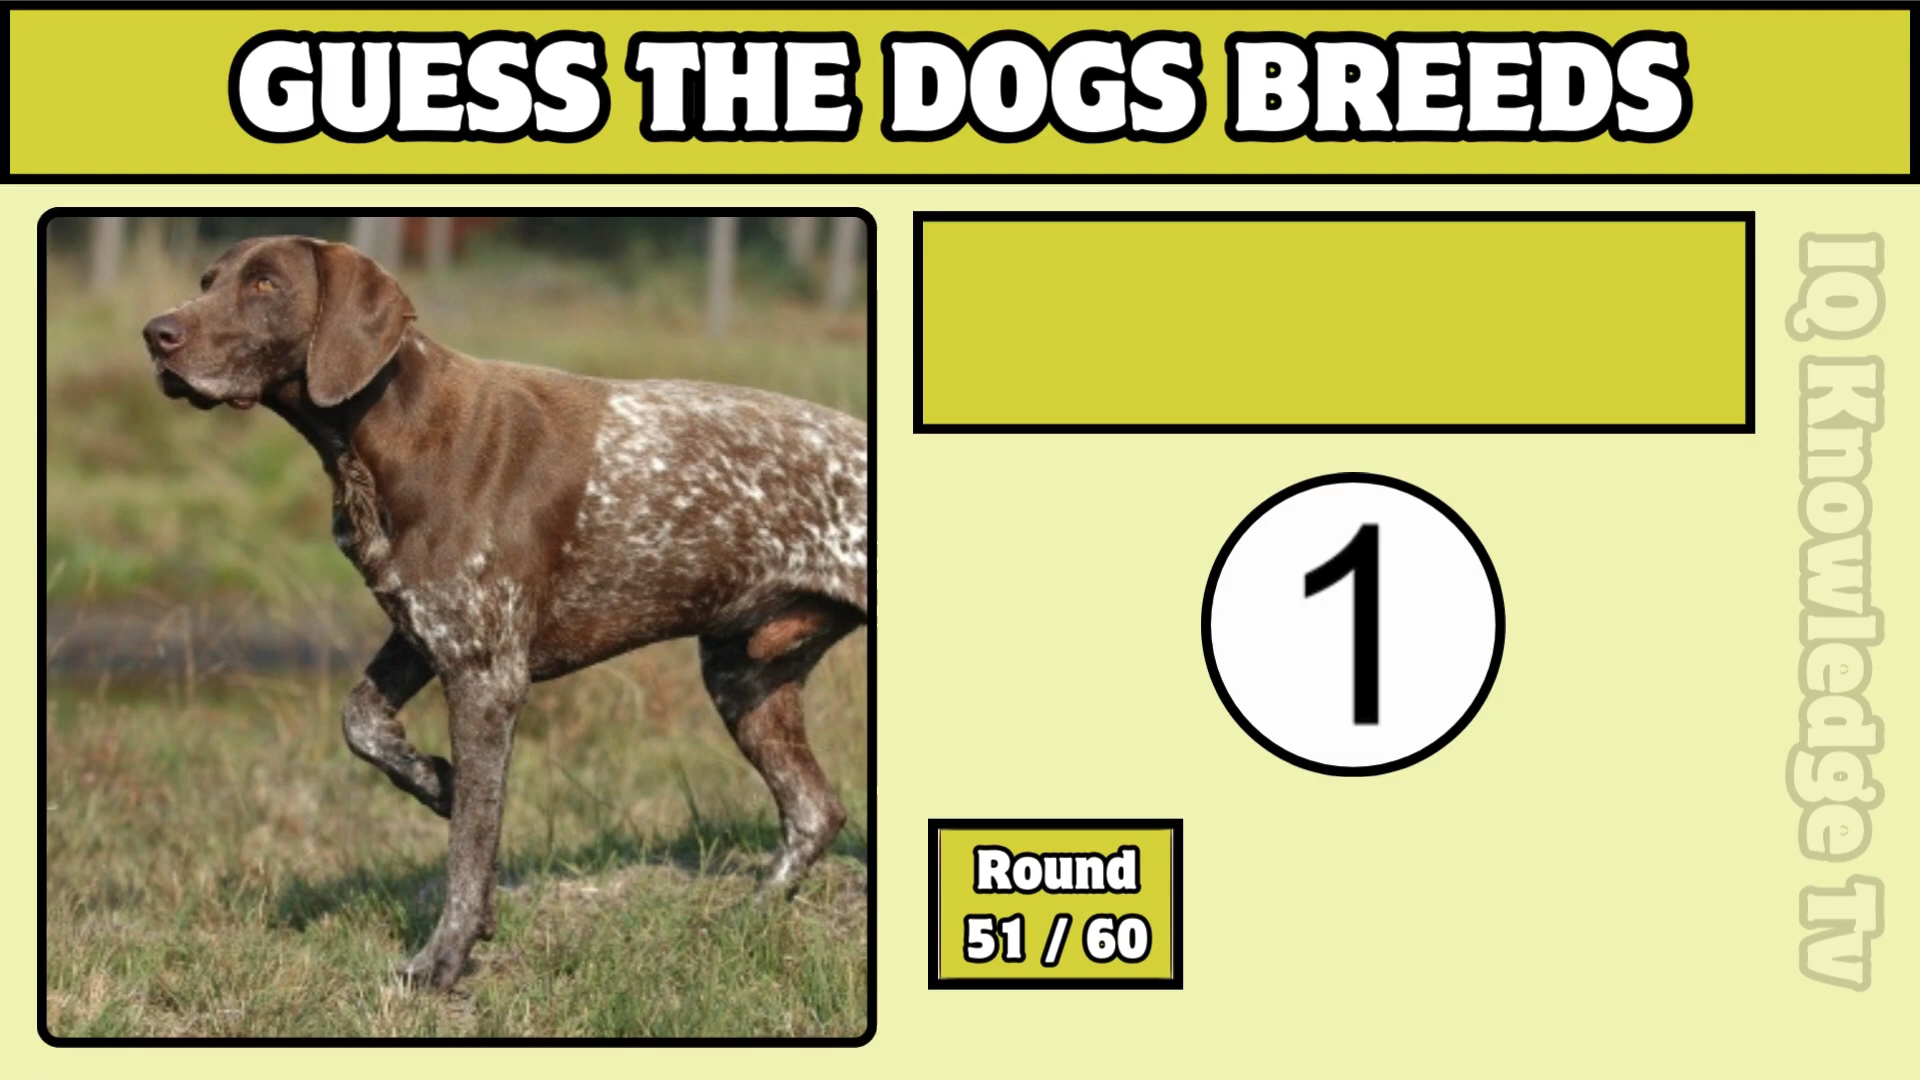 GUESS THE DOGS BREEDS
1
Round
51 / 60
IQ Knowledge Tv